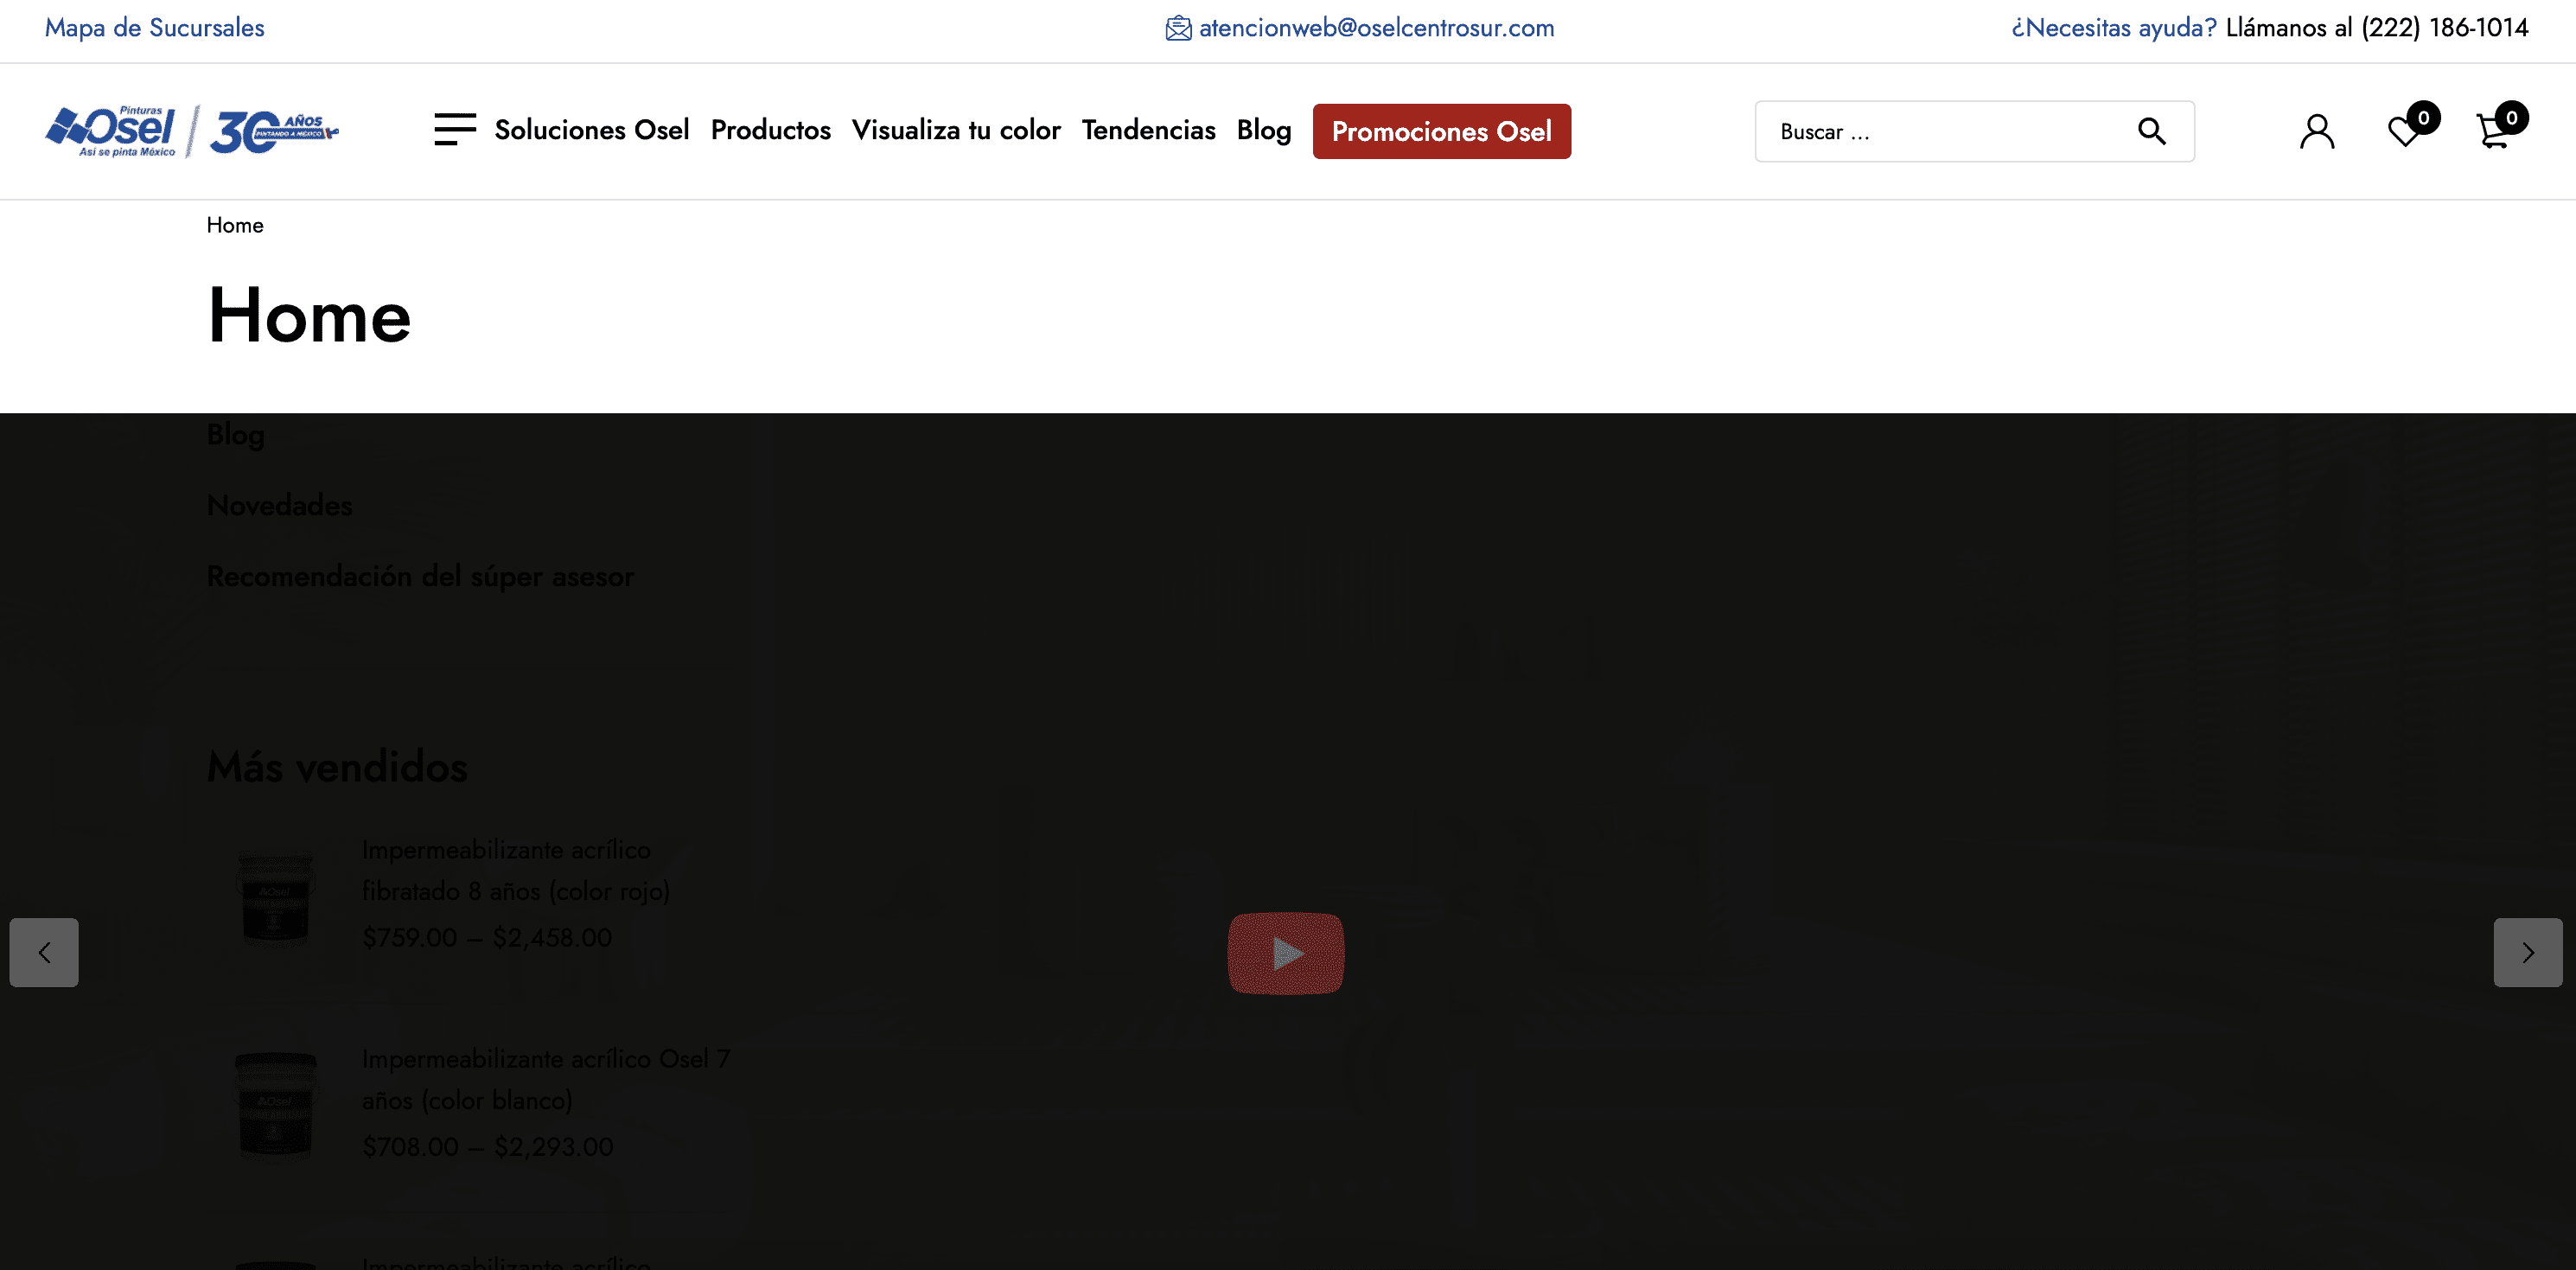 Mapa de Sucursales
atencionweb@oselcentrosur.com
¿Necesitas ayuda? Llámanos al (222) 186-1014
Pinturas
Osel
Así se pinta México
30 AÑOS
PINTANDO A MÉXICO
Soluciones Osel
Productos
Visualiza tu color
Tendencias
Blog
Promociones Osel
Buscar ...
0
0
Home
Home
Blog
Novedades
Recomendación del súper asesor
Más vendidos
Impermeabilizante acrílico
fibratado 8 años (color rojo)
$759.00 – $2,458.00
Osel
Impermeabilizante acrílico Osel 7
años (color blanco)
$708.00 – $2,293.00
Osel
Impermeabilizante acrílico